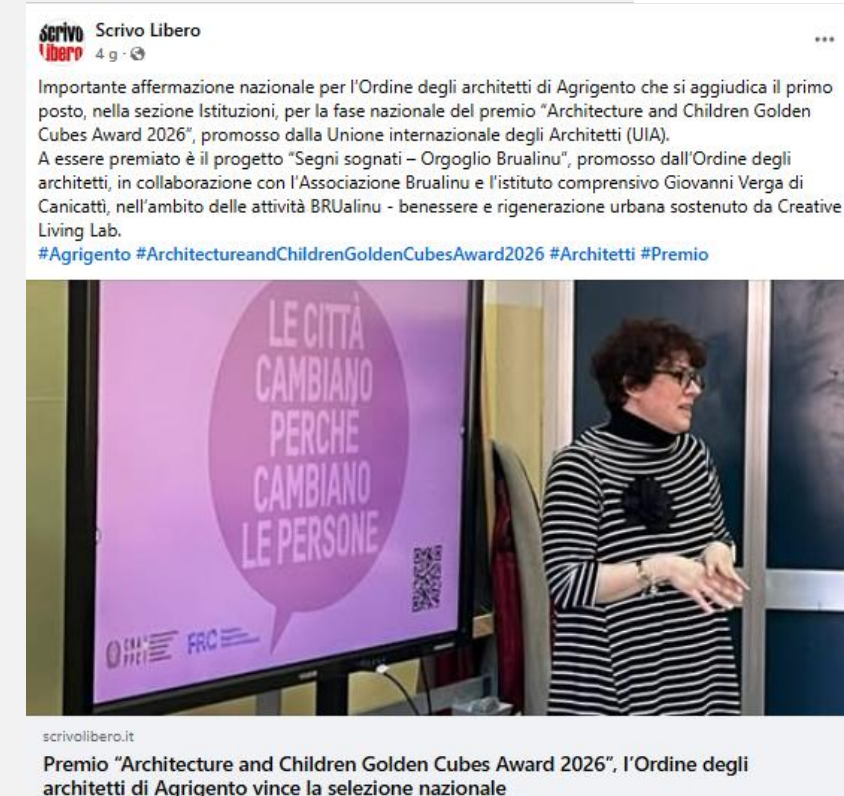 Scrivo Libero
Scrivo Libero
4 g ·
Importante affermazione nazionale per l'Ordine degli architetti di Agrigento che si aggiudica il primo
posto, nella sezione Istituzioni, per la fase nazionale del premio "Architecture and Children Golden
Cubes Award 2026", promosso dalla Unione internazionale degli Architetti (UIA).
A essere premiato è il progetto "Segni sognati – Orgoglio Brualinu", promosso dall'Ordine degli
architetti, in collaborazione con l'Associazione Brualinu e l'istituto comprensivo Giovanni Verga di
Canicattì, nell'ambito delle attività BRUalinu - benessere e rigenerazione urbana sostenuto da Creative
Living Lab.
#Agrigento #ArchitectureandChildrenGoldenCubesAward2026 #Architetti #Premio
LE CITTÀ
CAMBIANO
PERCHÉ
CAMBIANO
LE PERSONE
FRC
scrivolibero.it
Premio "Architecture and Children Golden Cubes Award 2026", l'Ordine degli
architetti di Agrigento vince la selezione nazionale